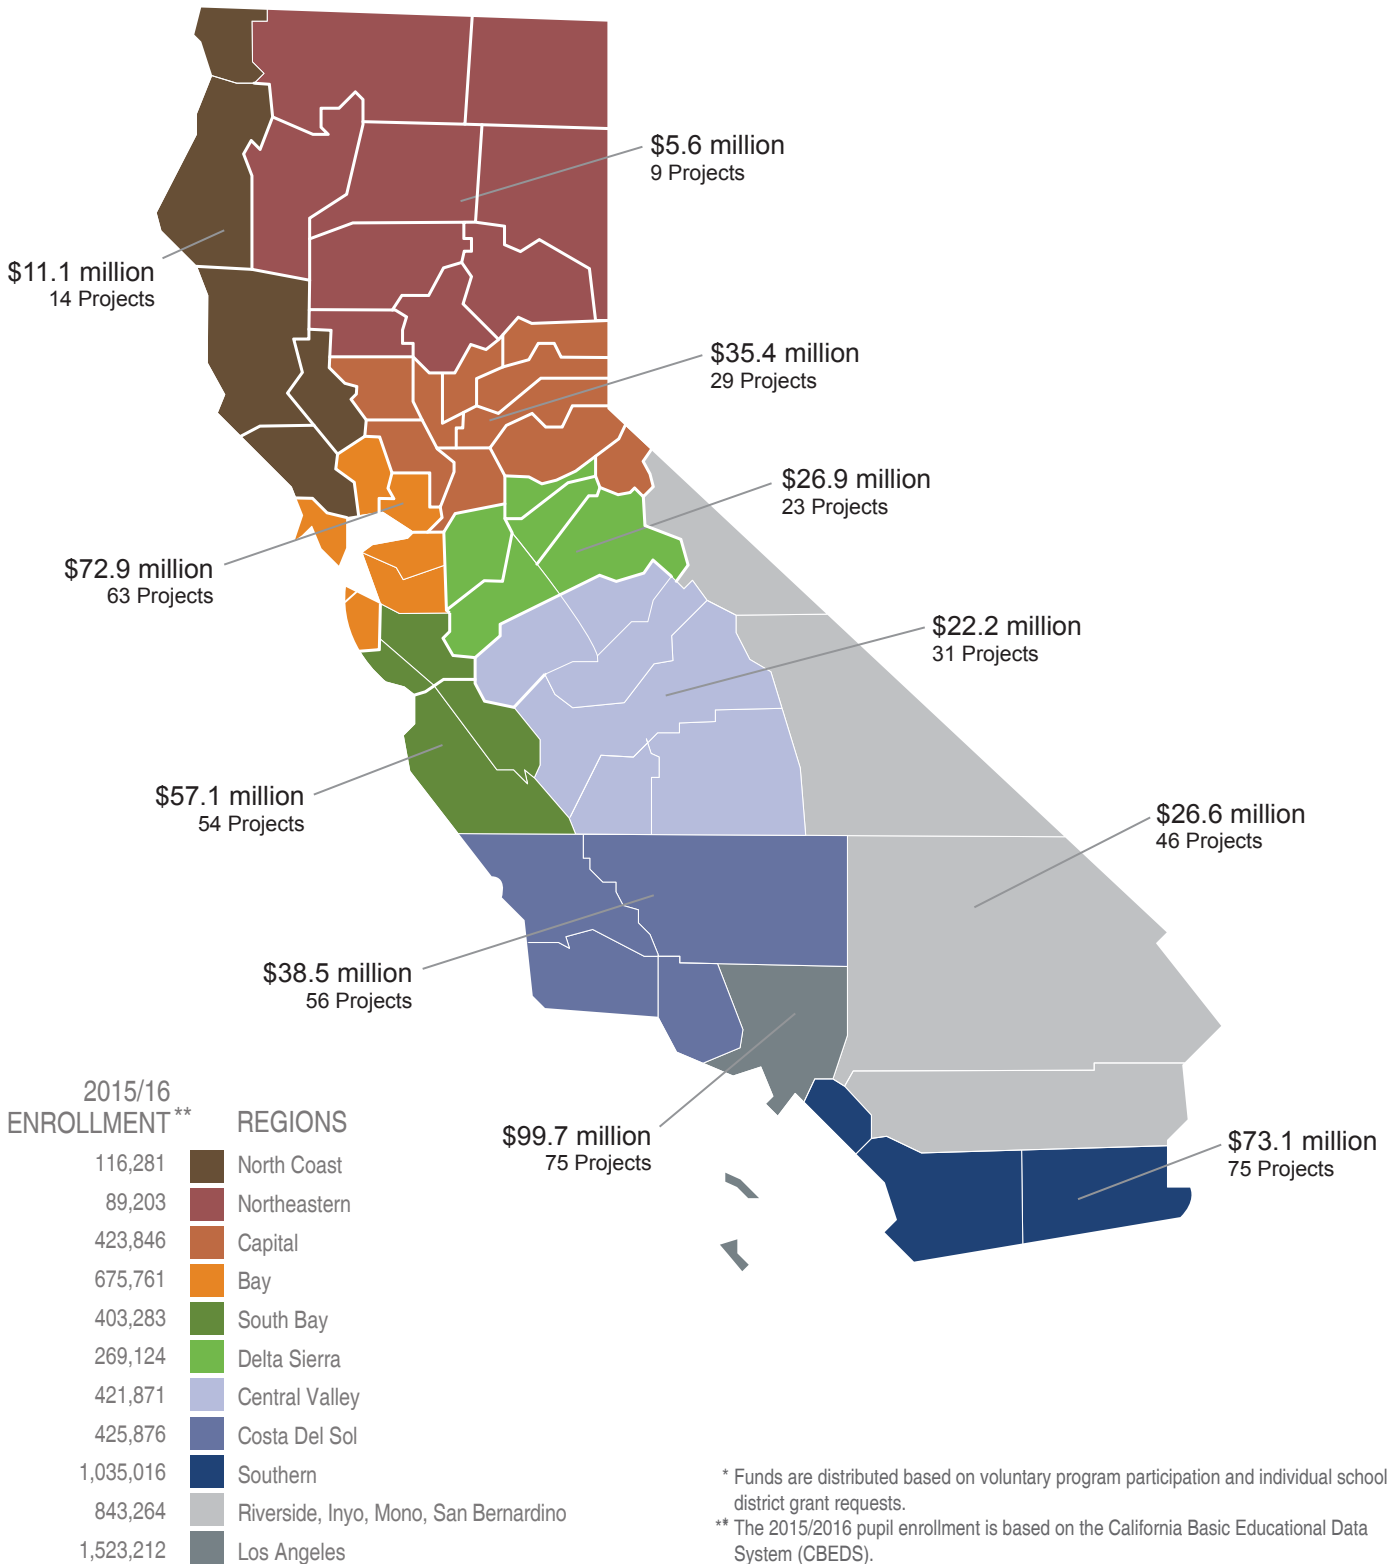 $5.6 million
9 Projects
$11.1 million
14 Projects
$35.4 million
29 Projects
$26.9 million
23 Projects
$72.9 million
63 Projects
$22.2 million
31 Projects
$57.1 million
54 Projects
$26.6 million
46 Projects
$38.5 million
56 Projects
$99.7 million
75 Projects
$73.1 million
75 Projects
2015/16
ENROLLMENT** REGIONS
116,281 North Coast
89,203 Northeastern
423,846 Capital
675,761 Bay
403,283 South Bay
269,124 Delta Sierra
421,871 Central Valley
425,876 Costa Del Sol
1,035,016 Southern
843,264 Riverside, Inyo, Mono, San Bernardino
1,523,212 Los Angeles
* Funds are distributed based on voluntary program participation and individual school
district grant requests.
** The 2015/2016 pupil enrollment is based on the California Basic Educational Data
System (CBEDS).